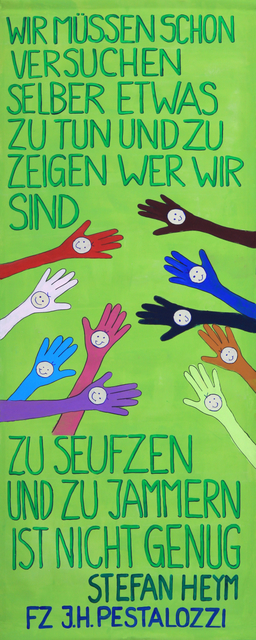 WIR MÜSSEN SCHON
VERSUCHEN
SELBER ETWAS
ZU TUN UND ZU
ZEIGEN WER WIR
SIND
ZU SEUFZEN
UND ZU JAMMERN
IST NICHT GENUG
STEFAN HEYM
FZ J.H. PESTALOZZI